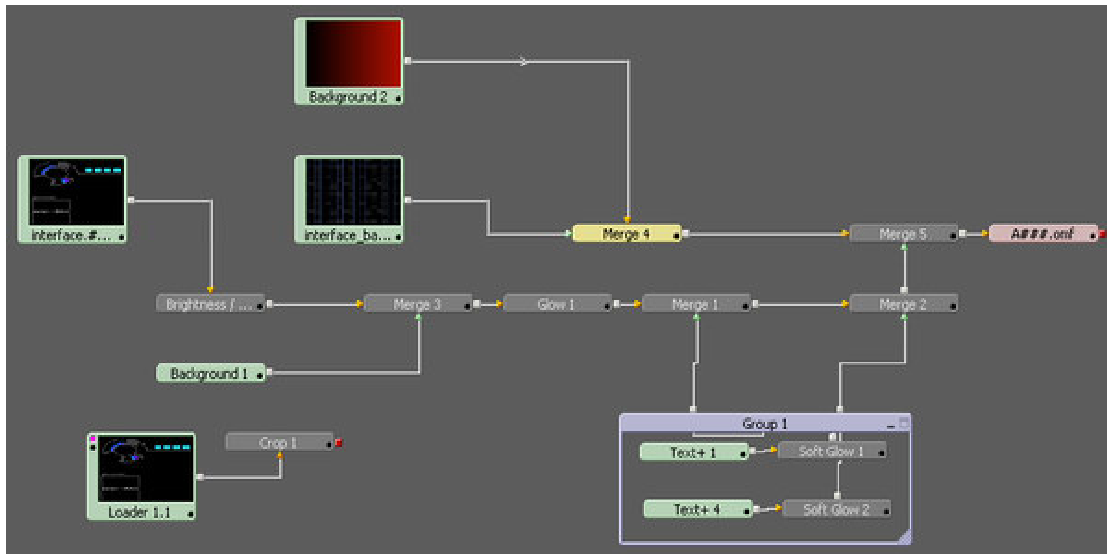 Background 2
interface.#...
interface_ba...
Merge 4
Merge 5
A###.omf
Brightness / ...
Merge 3
Glow 1
Merge 1
Merge 2
Background 1
Group 1
Crop 1
Text+ 1
Soft Glow 1
Loader 1.1
Text+ 4
Soft Glow 2